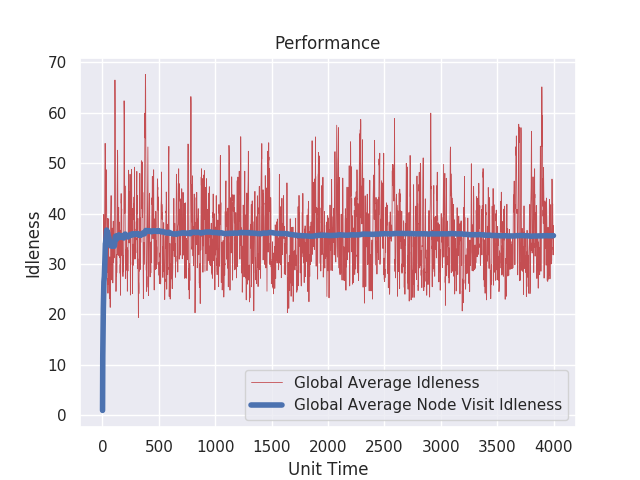 Performance
70
60
50
40
30
20
10
0
Idleness
Global Average Idleness
Global Average Node Visit Idleness
0 500 1000 1500 2000 2500 3000 3500 4000
Unit Time